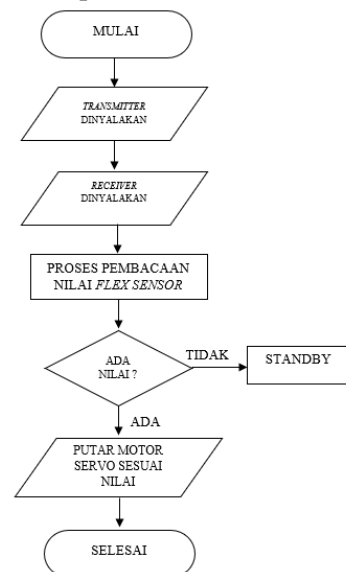 MULAI
TRANSMITTER
DINYALAKAN
RECEIVER
DINYALAKAN
PROSES PEMBACAAN
NILAI FLEX SENSOR
ADA
NILAI ?
TIDAK
STANDBY
ADA
PUTAR MOTOR
SERVO SESUAI
NILAI
SELESAI